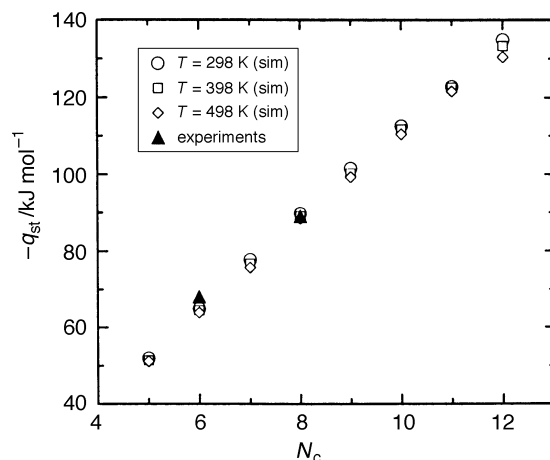 −q_st/kJ mol⁻¹
140
120
100
80
60
40
T = 298 K (sim)
T = 398 K (sim)
T = 498 K (sim)
experiments
4
6
8
10
12
N_c